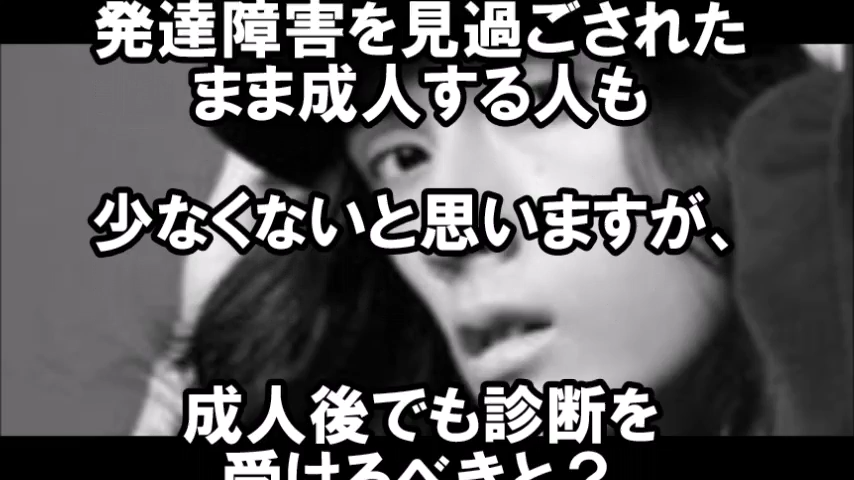 発達障害を見過ごされた
まま成人する人も
少なくないと思いますが、
成人後でも診断を
受けるべきと？